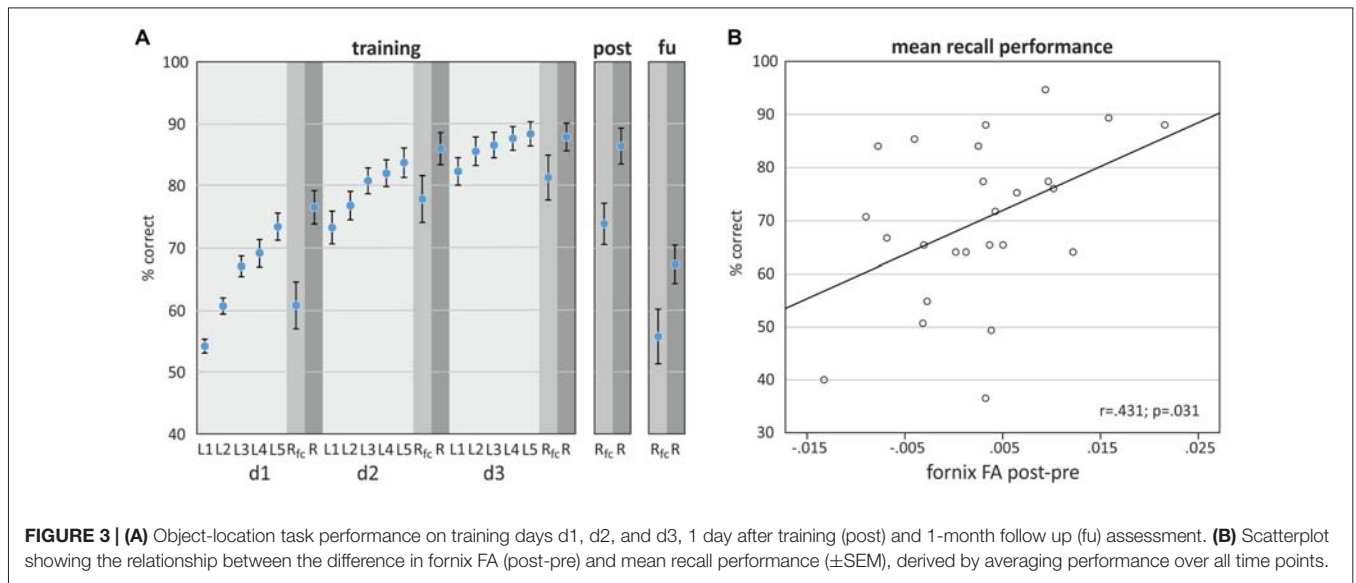 A
training
post
fu
100
90
80
70
60
50
40
% correct
L1 L2 L3 L4 L5 Rfc R L1 L2 L3 L4 L5 Rfc R L1 L2 L3 L4 L5 Rfc R
Rfc R
Rfc R
d1 d2 d3
B
mean recall performance
100
90
80
70
60
50
40
30
% correct
r=.431; p=.031
-.015 -.005 .005 .015 .025
fornix FA post-pre
FIGURE 3 | (A) Object-location task performance on training days d1, d2, and d3, 1 day after training (post) and 1-month follow up (fu) assessment. (B) Scatterplot
showing the relationship between the difference in fornix FA (post-pre) and mean recall performance (±SEM), derived by averaging performance over all time points.